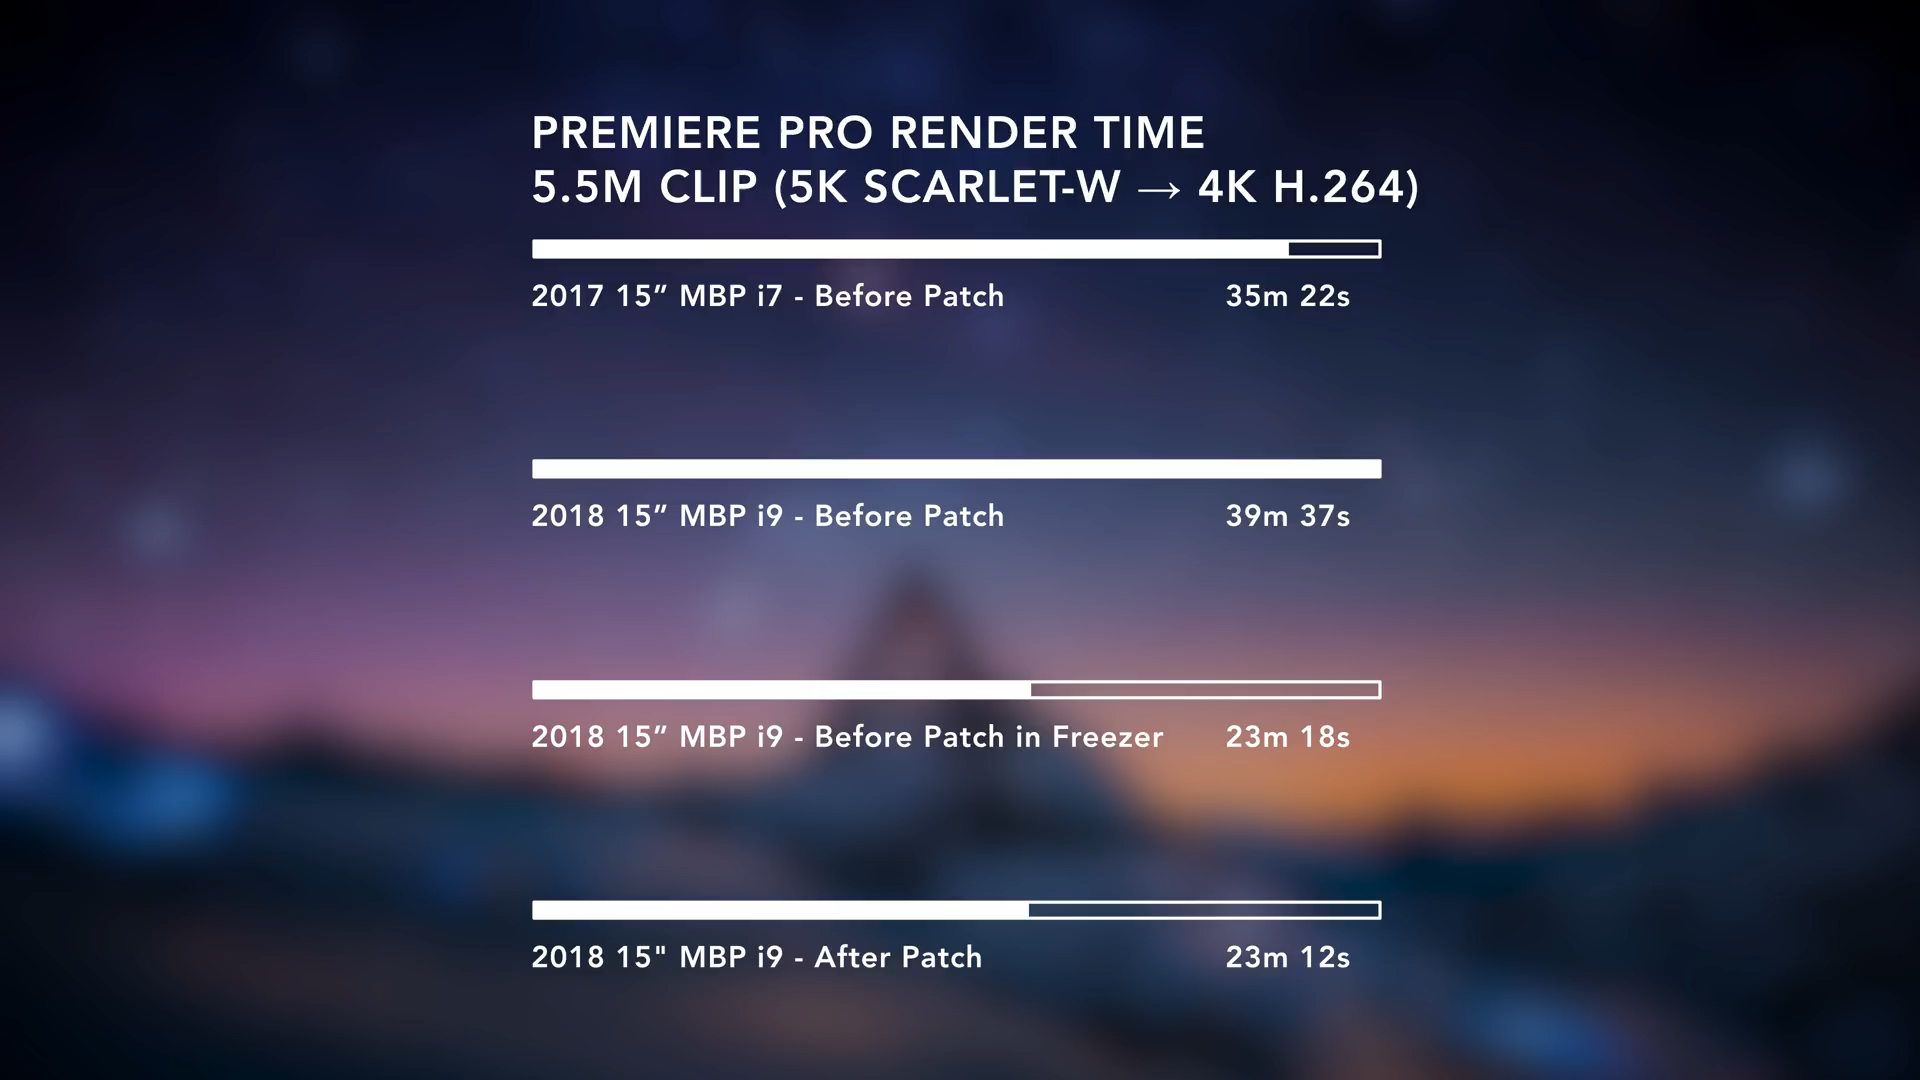 PREMIERE PRO RENDER TIME
5.5M CLIP (5K SCARLET-W → 4K H.264)
2017 15” MBP i7 - Before Patch 35m 22s
2018 15” MBP i9 - Before Patch 39m 37s
2018 15” MBP i9 - Before Patch in Freezer 23m 18s
2018 15" MBP i9 - After Patch 23m 12s